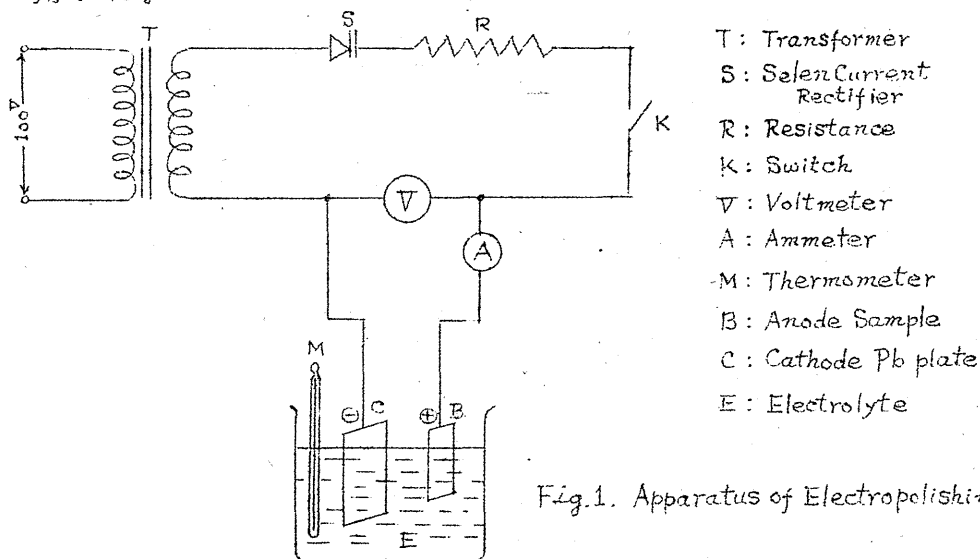 T
S
R
100V
K
V
A
M
⊖ C
⊕ B
E
T: Transformer
S: Selen Current
Rectifier
R: Resistance
K: Switch
V: Voltmeter
A: Ammeter
M: Thermometer
B: Anode Sample
C: Cathode Pb plate
E: Electrolyte
Fig.1. Apparatus of Electropolishi